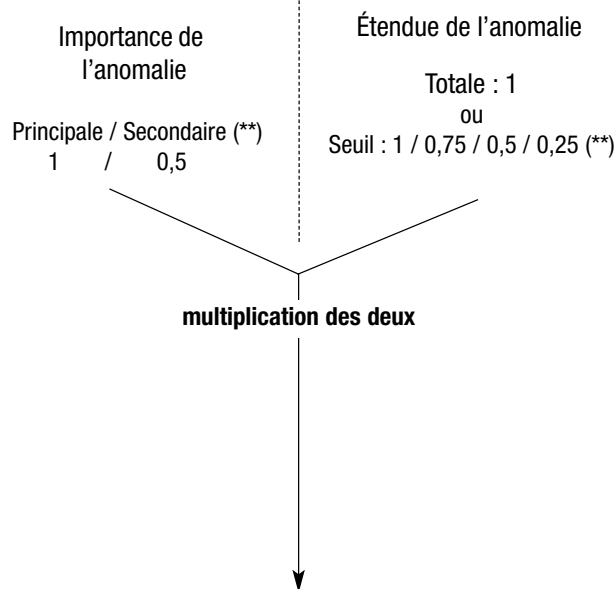 Importance de
l'anomalie
Principale / Secondaire (**)
1 / 0,5
Étendue de l'anomalie
Totale : 1
ou
Seuil : 1 / 0,75 / 0,5 / 0,25 (**)
multiplication des deux